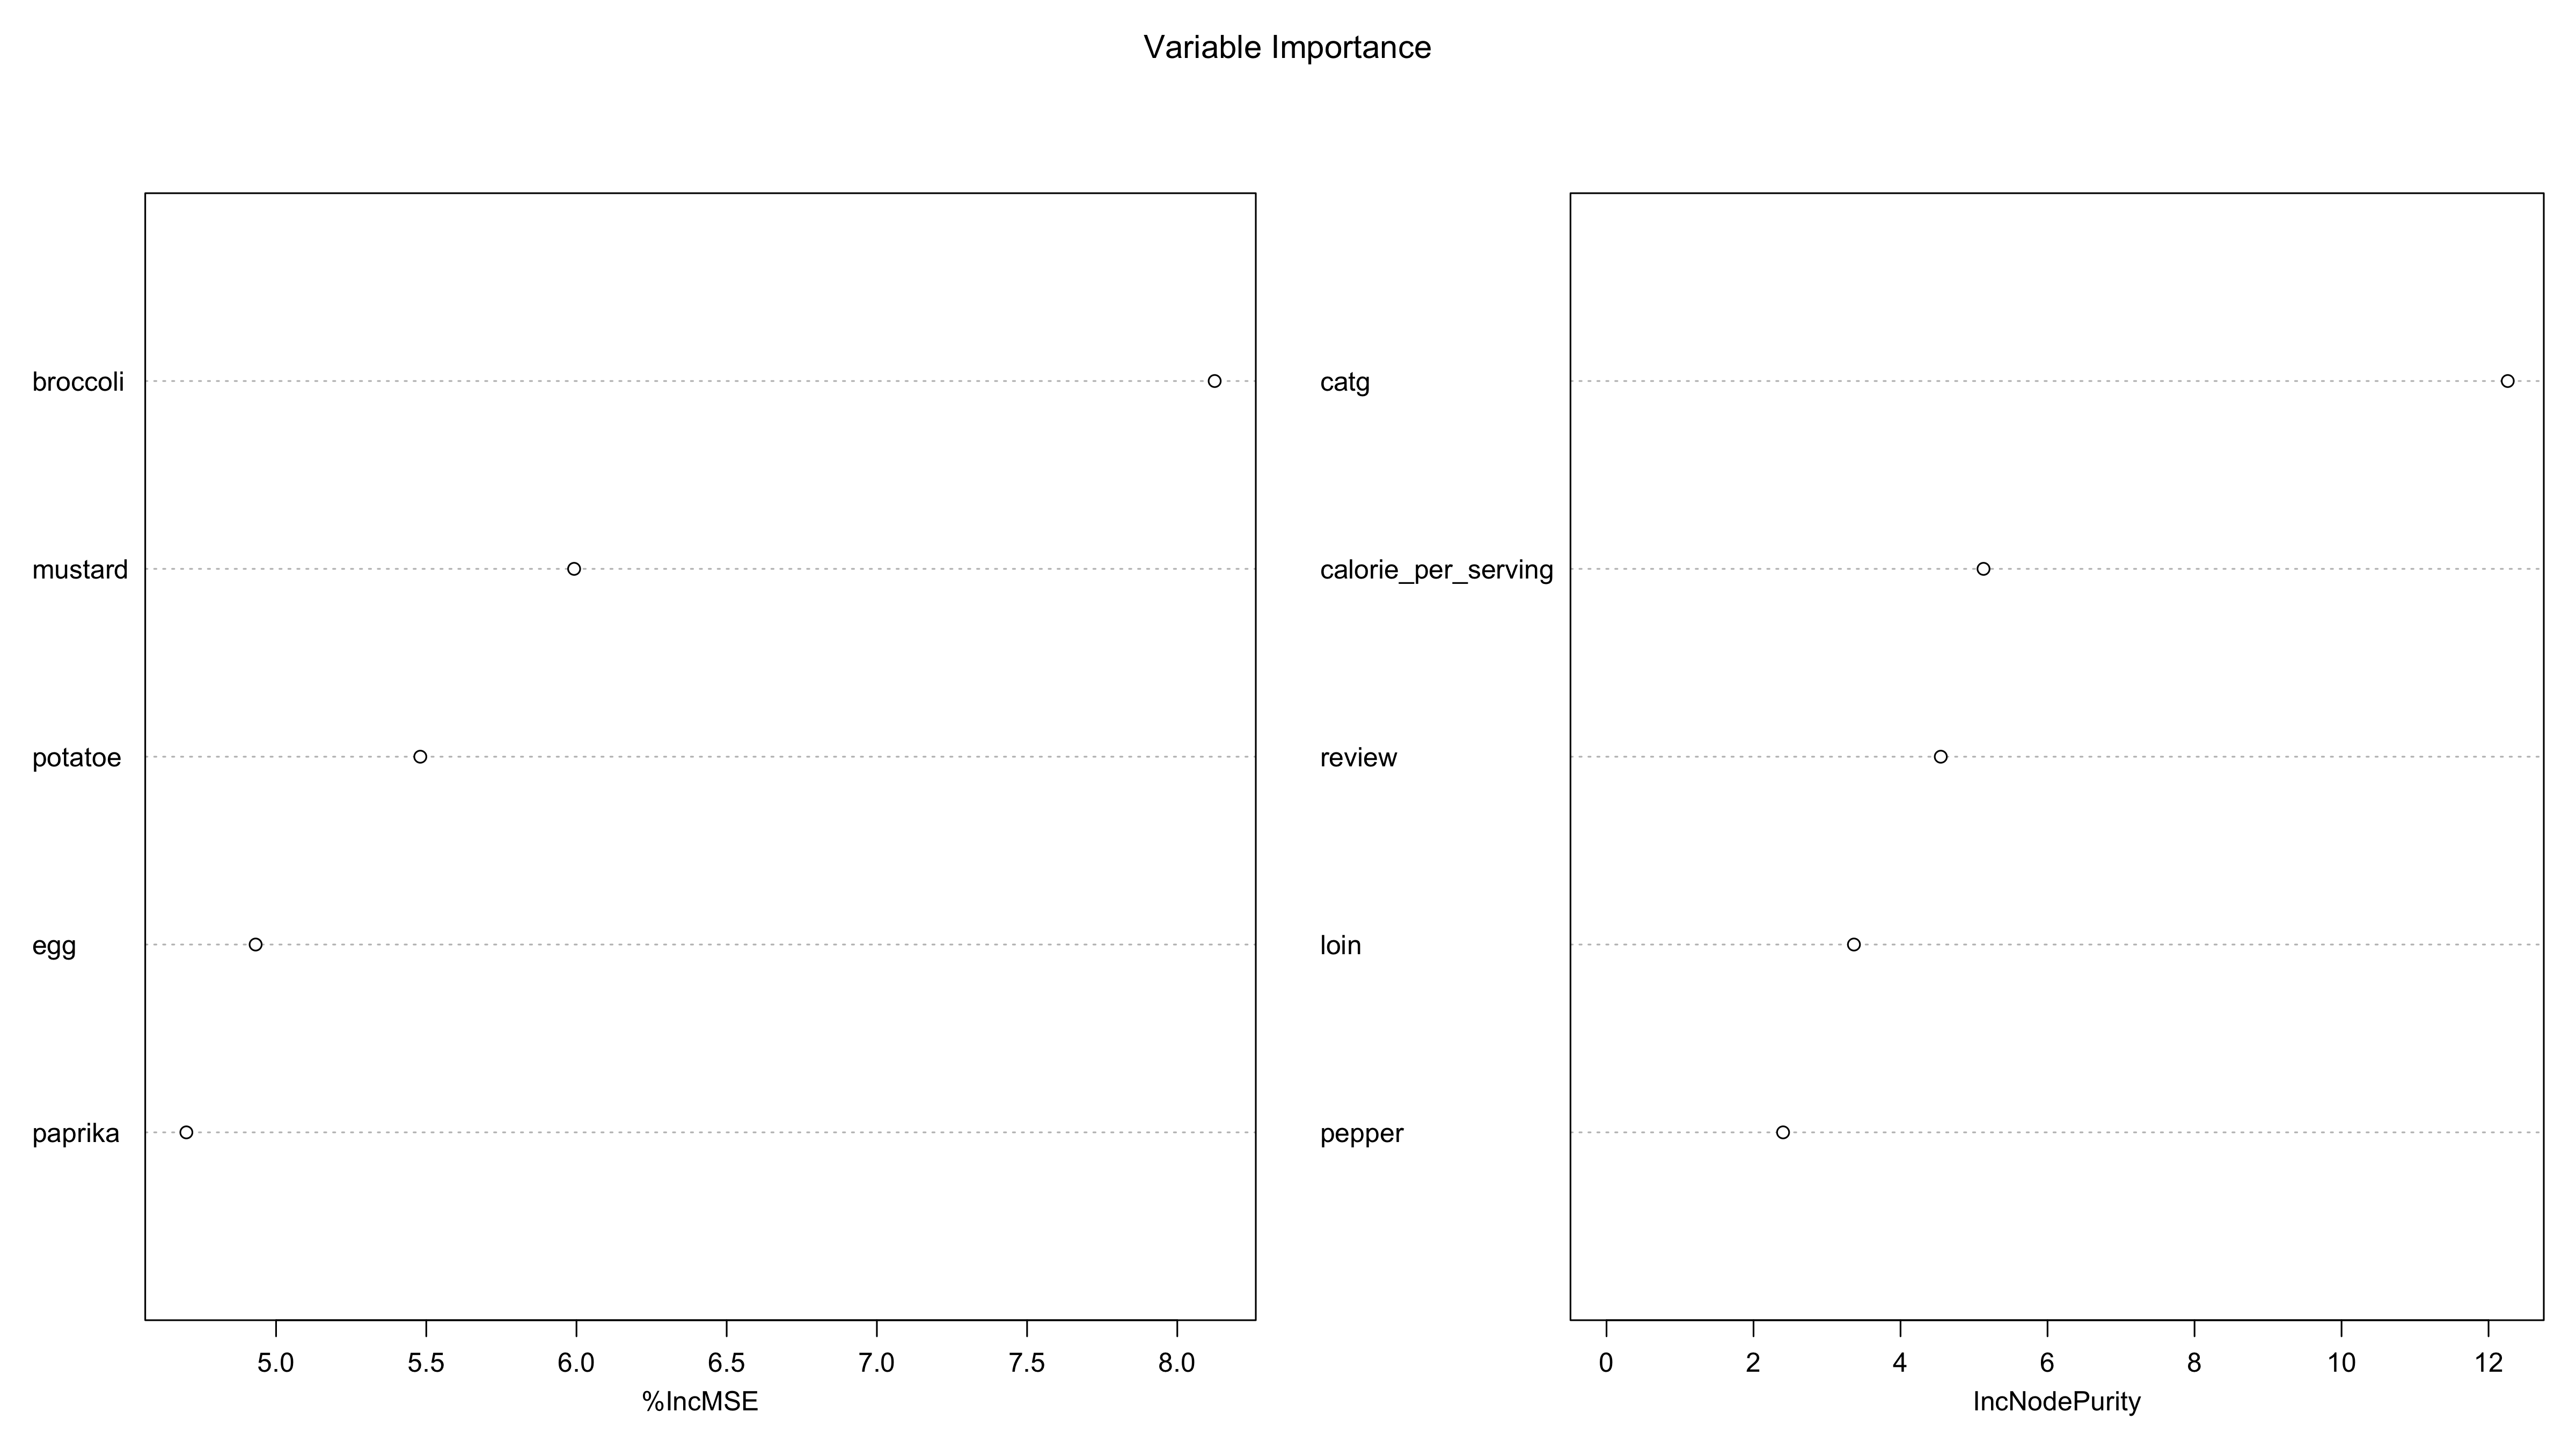 Variable Importance
broccoli
mustard
potatoe
egg
paprika
5.0 5.5 6.0 6.5 7.0 7.5 8.0
%IncMSE
catg
calorie_per_serving
review
loin
pepper
0 2 4 6 8 10 12
IncNodePurity